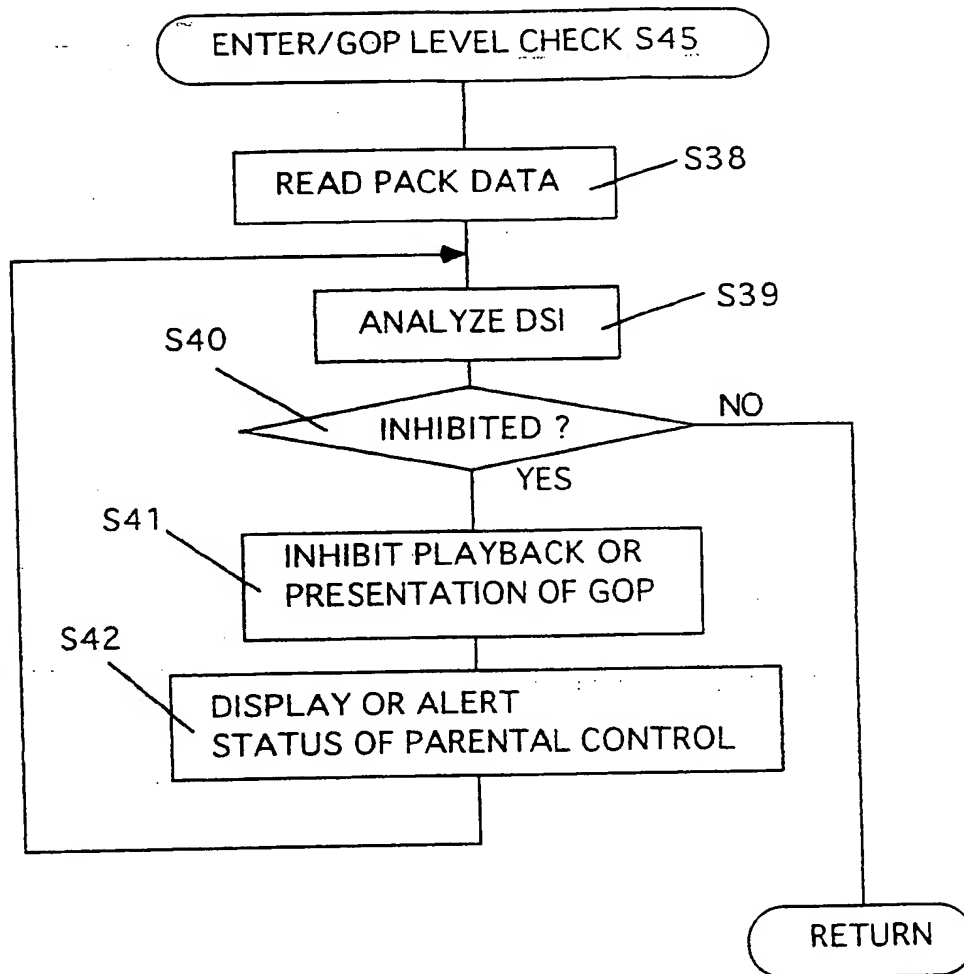 ENTER/GOP LEVEL CHECK S45
READ PACK DATA
S38
ANALYZE DSI
S39
S40
INHIBITED ?
NO
YES
S41
INHIBIT PLAYBACK OR
PRESENTATION OF GOP
S42
DISPLAY OR ALERT
STATUS OF PARENTAL CONTROL
RETURN